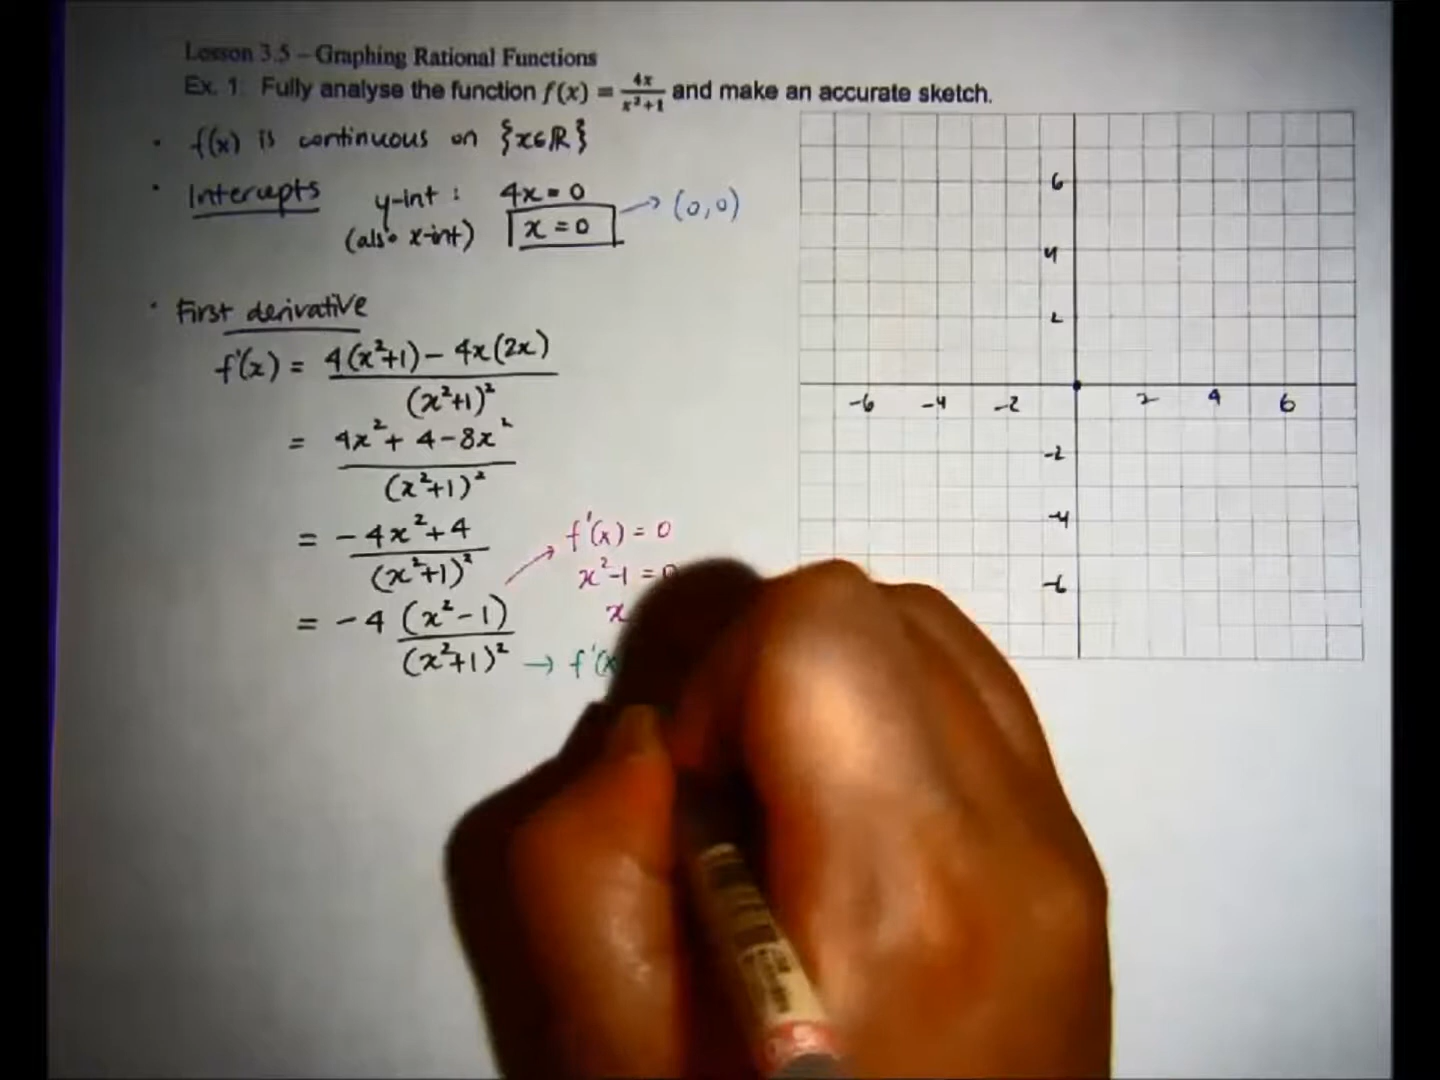 Lesson 3.5 – Graphing Rational Functions
Ex. 1. Fully analyse the function f(x) = 4x/(x²+1) and make an accurate sketch.
• f(x) is continuous on {x∈ℝ}
• Intercepts y-int : 4x = 0 → (0,0)
(also x-int) x = 0
• First derivative
f'(x) = 4(x²+1) – 4x(2x) / (x²+1)²
= 4x² + 4 – 8x² / (x²+1)²
= –4x² + 4 / (x²+1)²
= –4 (x² – 1) / (x²+1)²
f'(x) = 0
x² – 1 = 0
x
→ f'(x
6
4
2
-6 -4 -2 2 4 6
-2
-4
-6